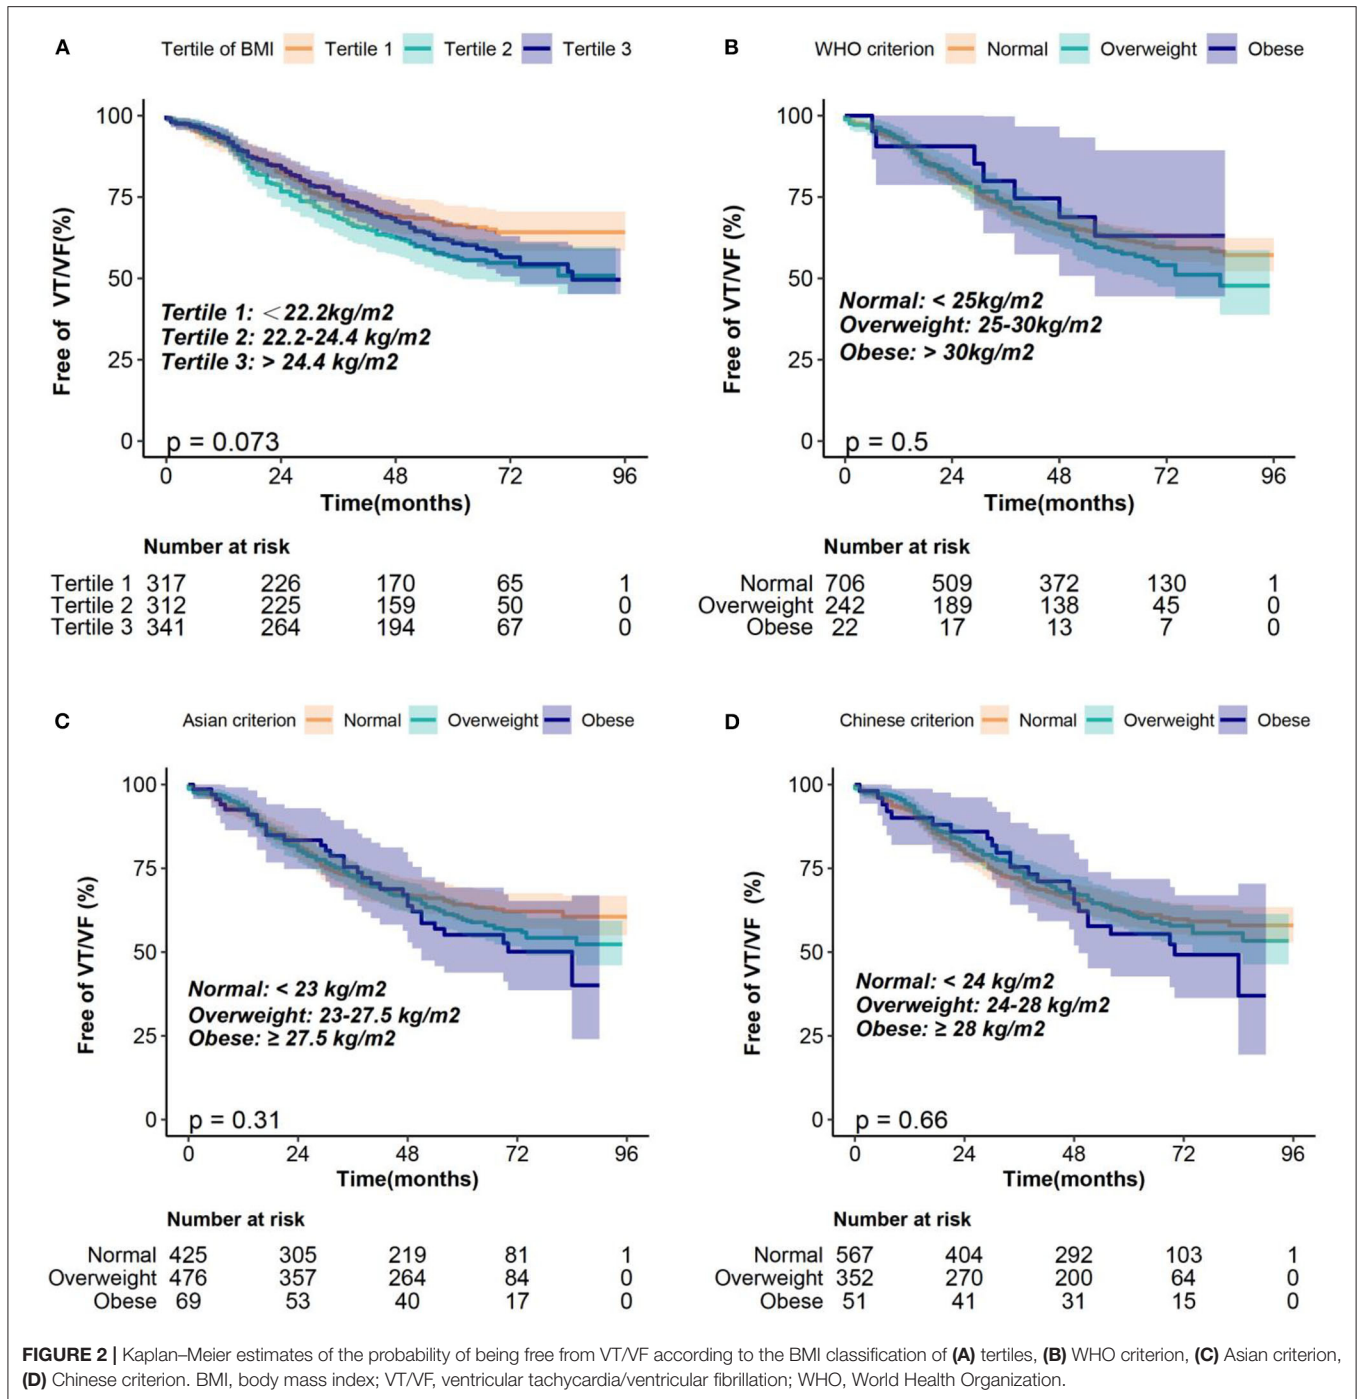 A
Tertile of BMI Tertile 1 Tertile 2 Tertile 3
100
75
50
25
0
Free of VT/VF(%)
Tertile 1: <22.2kg/m2
Tertile 2: 22.2-24.4 kg/m2
Tertile 3: > 24.4 kg/m2
p = 0.073
0 24 48 72 96
Time(months)
Number at risk
Tertile 1 317 226 170 65 1
Tertile 2 312 225 159 50 0
Tertile 3 341 264 194 67 0
B
WHO criterion Normal Overweight Obese
100
75
50
25
0
Free of VT/VF (%)
Normal: < 25kg/m2
Overweight: 25-30kg/m2
Obese: > 30kg/m2
p = 0.5
0 24 48 72 96
Time(months)
Number at risk
Normal 706 509 372 130 1
Overweight 242 189 138 45 0
Obese 22 17 13 7 0
C
Asian criterion Normal Overweight Obese
100
75
50
25
0
Free of VT/VF (%)
Normal: < 23 kg/m2
Overweight: 23-27.5 kg/m2
Obese: ≥ 27.5 kg/m2
p = 0.31
0 24 48 72 96
Time(months)
Number at risk
Normal 425 305 219 81 1
Overweight 476 357 264 84 0
Obese 69 53 40 17 0
D
Chinese criterion Normal Overweight Obese
100
75
50
25
0
Free of VT/VF (%)
Normal: < 24 kg/m2
Overweight: 24-28 kg/m2
Obese: ≥ 28 kg/m2
p = 0.66
0 24 48 72 96
Time(months)
Number at risk
Normal 567 404 292 103 1
Overweight 352 270 200 64 0
Obese 51 41 31 15 0
FIGURE 2 | Kaplan–Meier estimates of the probability of being free from VT/VF according to the BMI classification of (A) tertiles, (B) WHO criterion, (C) Asian criterion,
(D) Chinese criterion. BMI, body mass index; VT/VF, ventricular tachycardia/ventricular fibrillation; WHO, World Health Organization.